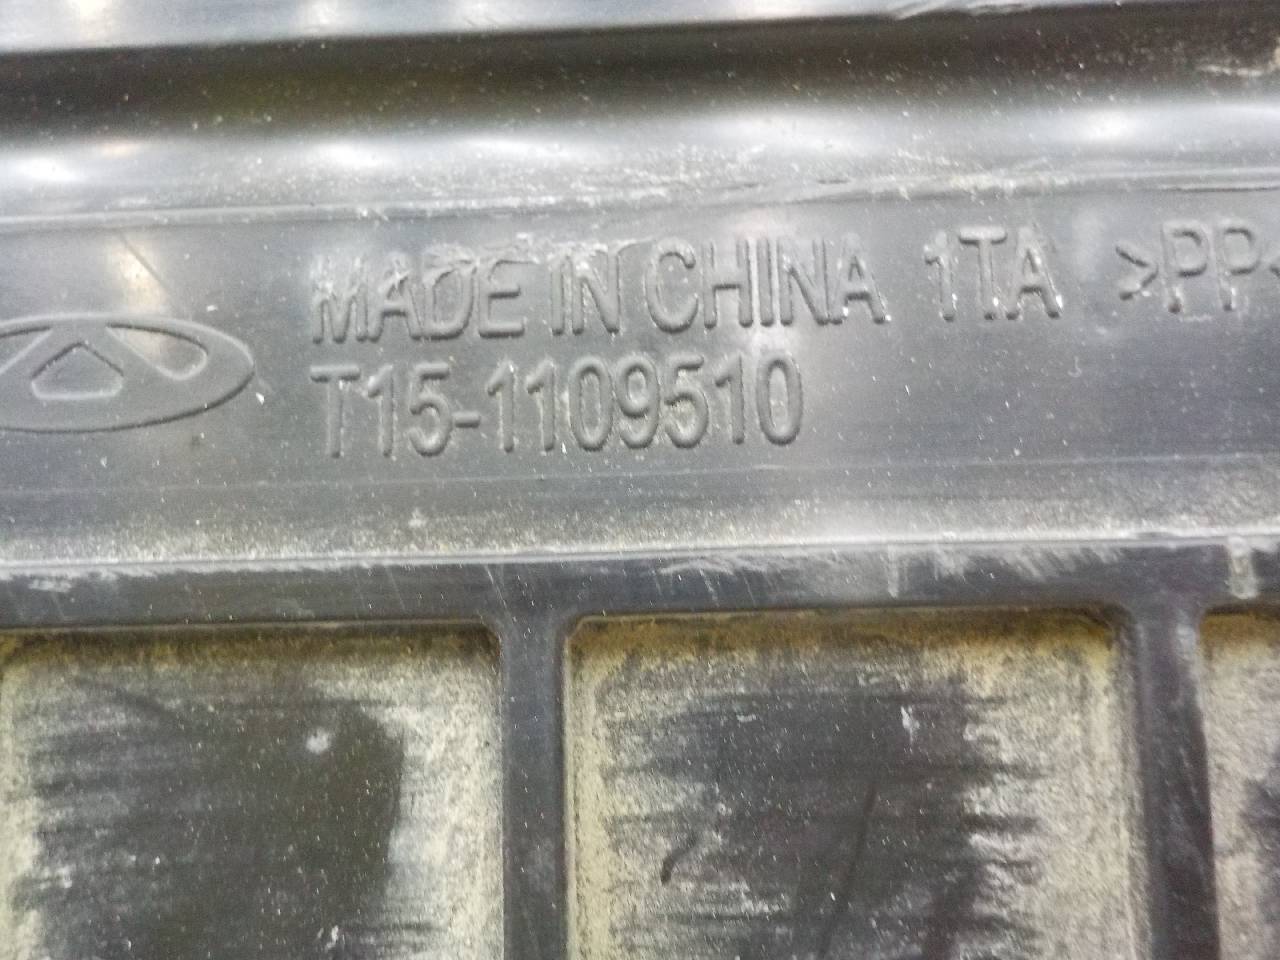 MADE IN CHINA 1TA >PP<
T15-1109510